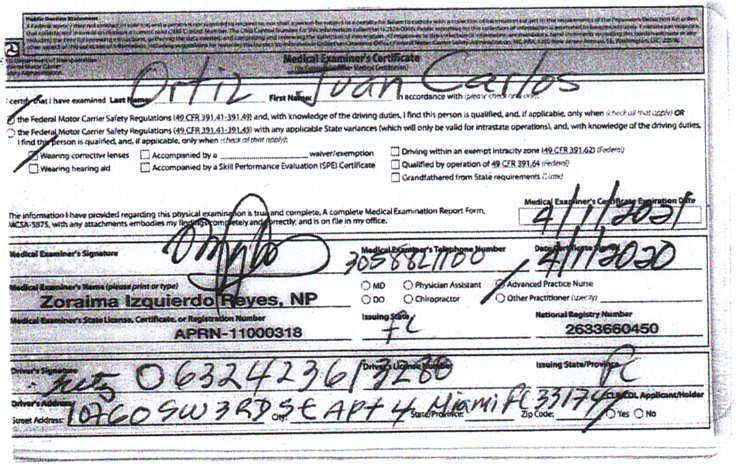 Public Burden Statement
Medical Examiner's Certificate
Ortiz Juan Carlos
I certify that I have examined Last Name: First Name: in accordance with (please check only one):
the Federal Motor Carrier Safety Regulations (49 CFR 391.41-391.49) and, with knowledge of the driving duties, I find this person is qualified, and, if applicable, only when (check all that apply) OR
the Federal Motor Carrier Safety Regulations (49 CFR 391.41-391.49) with any applicable State variances (which will only be valid for intrastate operations), and, with knowledge of the driving duties,
I find this person is qualified, and, if applicable, only when (check all that apply):
Wearing corrective lenses Accompanied by a waiver/exemption Driving within an exempt intracity zone (49 CFR 391.62) (Federal)
Wearing hearing aid Accompanied by a Skill Performance Evaluation (SPE) Certificate Qualified by operation of 49 CFR 391.64 (Federal)
Grandfathered from State requirements (State)
Medical Examiner's Certificate Expiration Date
The information I have provided regarding this physical examination is true and complete. A complete Medical Examination Report Form, 4/1/2021
MCSA-5875, with any attachments embodies my findings completely and correctly, and is on file in my office.
Medical Examiner's Signature Medical Examiner's Telephone Number Date Certificate Signed
3058821100 4/1/2020
Medical Examiner's Name (please print or type) MD Physician Assistant Advanced Practice Nurse
Zoraima Izquierdo Reyes, NP DO Chiropractor Other Practitioner (specify)
Medical Examiner's State License, Certificate, or Registration Number Issuing State National Registry Number
APRN-11000318 FL 2633660450
Driver's Signature Driver's License Number Issuing State/Province
O632423613280 FL
Driver's Address CLP/CDL Applicant/Holder
Street Address: 10760 SW 3RD St APt 4 City: Miami State/Province: FL Zip Code: 33174 Yes No